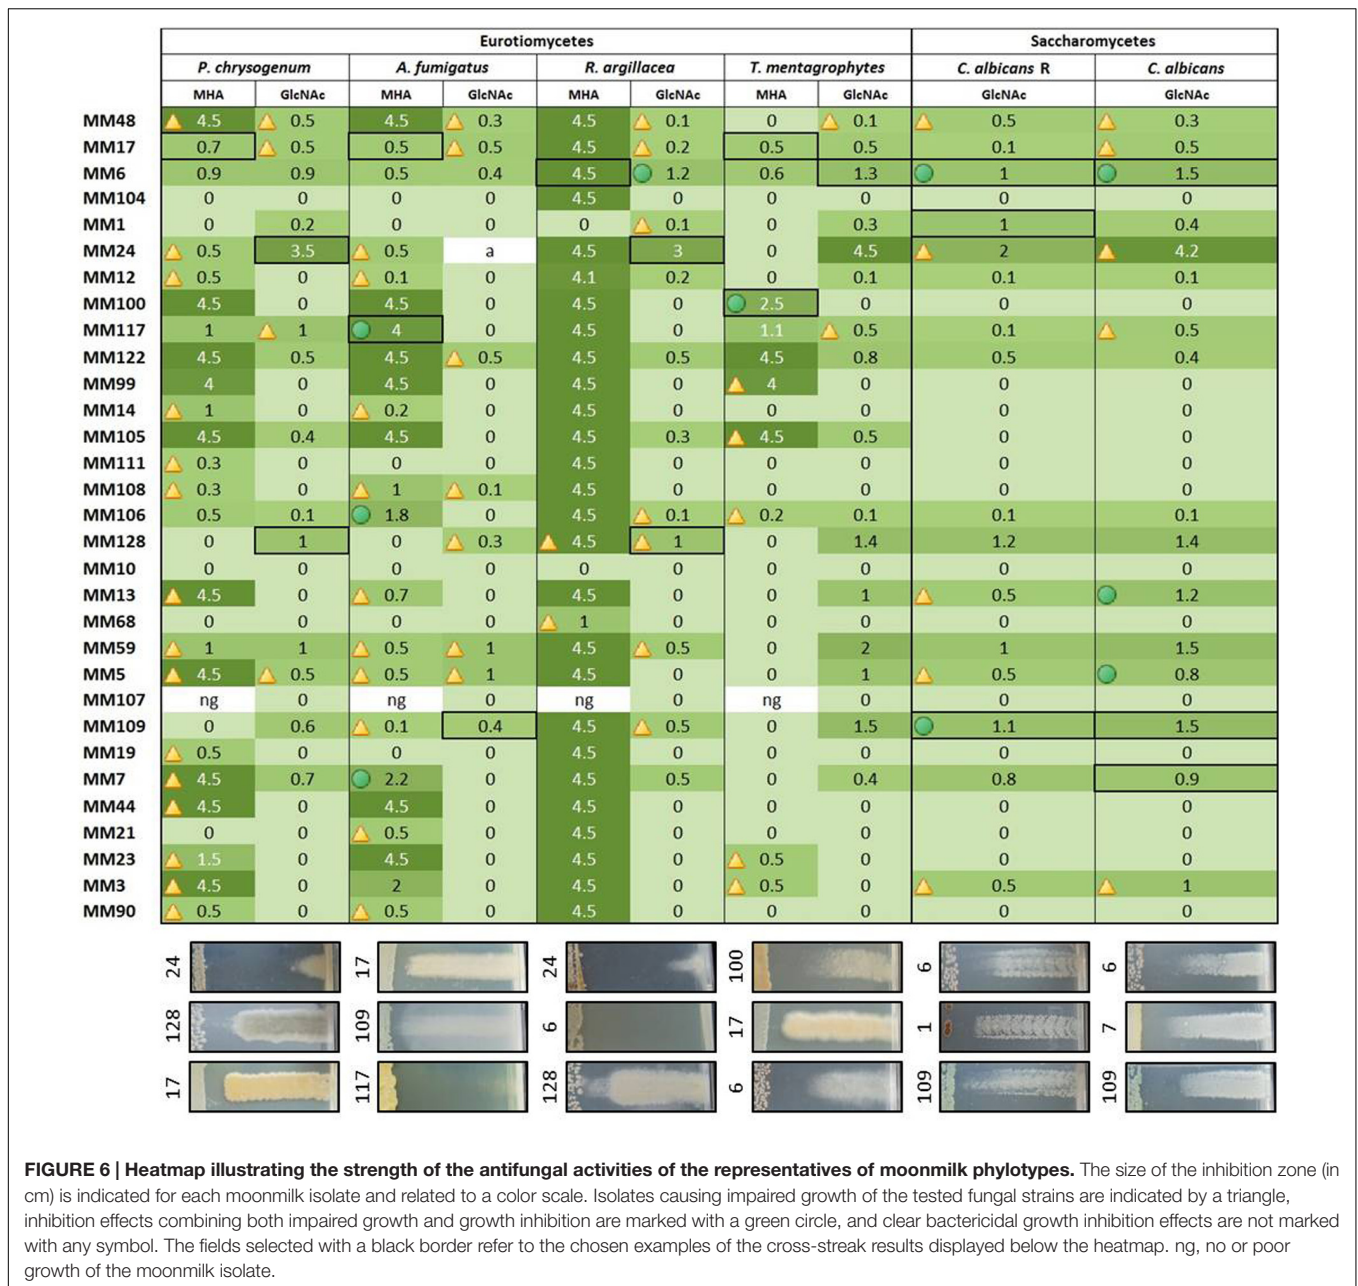 Eurotiomycetes Saccharomycetes
P. chrysogenum A. fumigatus R. argillacea T. mentagrophytes C. albicans R C. albicans
MHA GlcNAc MHA GlcNAc MHA GlcNAc MHA GlcNAc GlcNAc GlcNAc
MM48 4.5 0.5 4.5 0.3 4.5 0.1 0 0.1 0.5 0.3
MM17 0.7 0.5 0.5 0.5 4.5 0.2 0.5 0.5 0.1 0.5
MM6 0.9 0.9 0.5 0.4 4.5 1.2 0.6 1.3 1 1.5
MM104 0 0 0 0 4.5 0 0 0 0 0
MM1 0 0.2 0 0 0 0.1 0 0.3 1 0.4
MM24 0.5 3.5 0.5 a 4.5 3 0 4.5 2 4.2
MM12 0.5 0 0.1 0 4.1 0.2 0 0.1 0.1 0.1
MM100 4.5 0 4.5 0 4.5 0 2.5 0 0 0
MM117 1 1 4 0 4.5 0 1.1 0.5 0.1 0.5
MM122 4.5 0.5 4.5 0.5 4.5 0.5 4.5 0.8 0.5 0.4
MM99 4 0 4.5 0 4.5 0 4 0 0 0
MM14 1 0 0.2 0 4.5 0 0 0 0 0
MM105 4.5 0.4 4.5 0 4.5 0.3 4.5 0.5 0 0
MM111 0.3 0 0 0 4.5 0 0 0 0 0
MM108 0.3 0 1 0.1 4.5 0 0 0 0 0
MM106 0.5 0.1 1.8 0 4.5 0.1 0.2 0.1 0.1 0.1
MM128 0 1 0 0.3 4.5 1 0 1.4 1.2 1.4
MM10 0 0 0 0 0 0 0 0 0 0
MM13 4.5 0 0.7 0 4.5 0 0 1 0.5 1.2
MM68 0 0 0 0 1 0 0 0 0 0
MM59 1 1 0.5 1 4.5 0.5 0 2 1 1.5
MM5 4.5 0.5 0.5 1 4.5 0 0 1 0.5 0.8
MM107 ng 0 ng 0 ng 0 ng 0 0 0
MM109 0 0.6 0.1 0.4 4.5 0.5 0 1.5 1.1 1.5
MM19 0.5 0 0 0 4.5 0 0 0 0 0
MM7 4.5 0.7 2.2 0 4.5 0.5 0 0.4 0.8 0.9
MM44 4.5 0 4.5 0 4.5 0 0 0 0 0
MM21 0 0 0.5 0 4.5 0 0 0 0 0
MM23 1.5 0 4.5 0 4.5 0 0.5 0 0 0
MM3 4.5 0 2 0 4.5 0 0.5 0 0.5 1
MM90 0.5 0 0.5 0 4.5 0 0 0 0 0
24 17 24 100 6 6
128 109 6 17 1 7
17 117 128 6 109 109
FIGURE 6 | Heatmap illustrating the strength of the antifungal activities of the representatives of moonmilk phylotypes. The size of the inhibition zone (in
cm) is indicated for each moonmilk isolate and related to a color scale. Isolates causing impaired growth of the tested fungal strains are indicated by a triangle,
inhibition effects combining both impaired growth and growth inhibition are marked with a green circle, and clear bactericidal growth inhibition effects are not marked
with any symbol. The fields selected with a black border refer to the chosen examples of the cross-streak results displayed below the heatmap. ng, no or poor
growth of the moonmilk isolate.